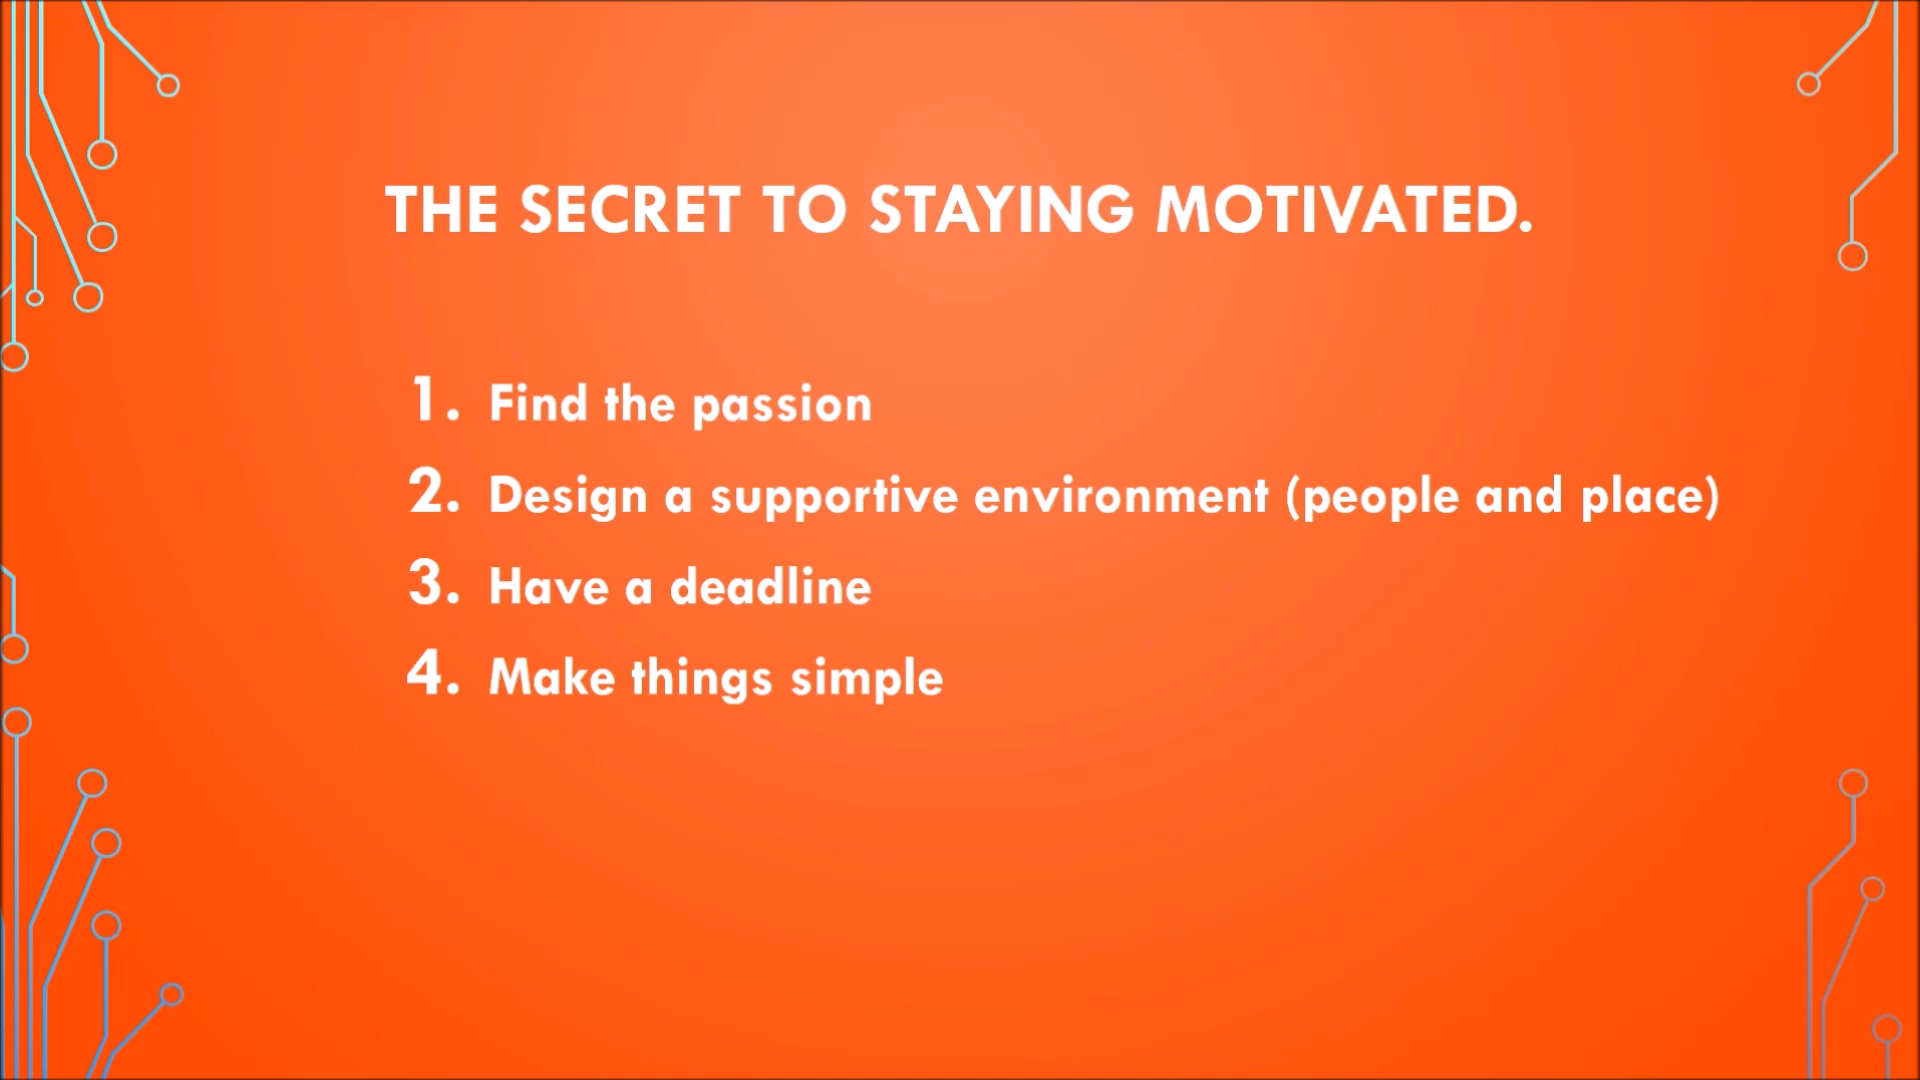 THE SECRET TO STAYING MOTIVATED.
1. Find the passion
2. Design a supportive environment (people and place)
3. Have a deadline
4. Make things simple